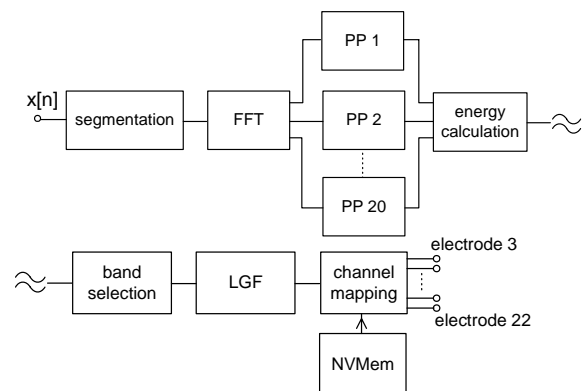 PP 1
x[n]
segmentation
FFT
PP 2
energy
calculation
PP 20
band
selection
LGF
channel
mapping
electrode 3
electrode 22
NVMem